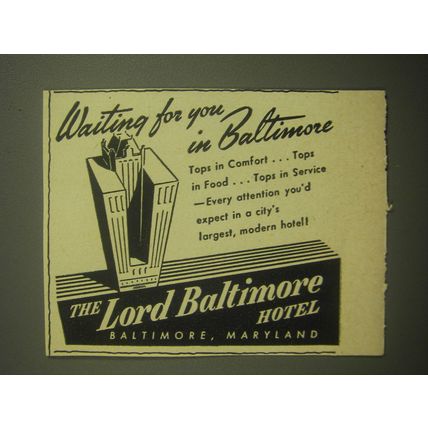 Waiting for you
in Baltimore
Tops in Comfort . . . Tops
in Food . . . Tops in Service
—Every attention you'd
expect in a city's
largest, modern hotel!
THE Lord Baltimore
HOTEL
BALTIMORE, MARYLAND